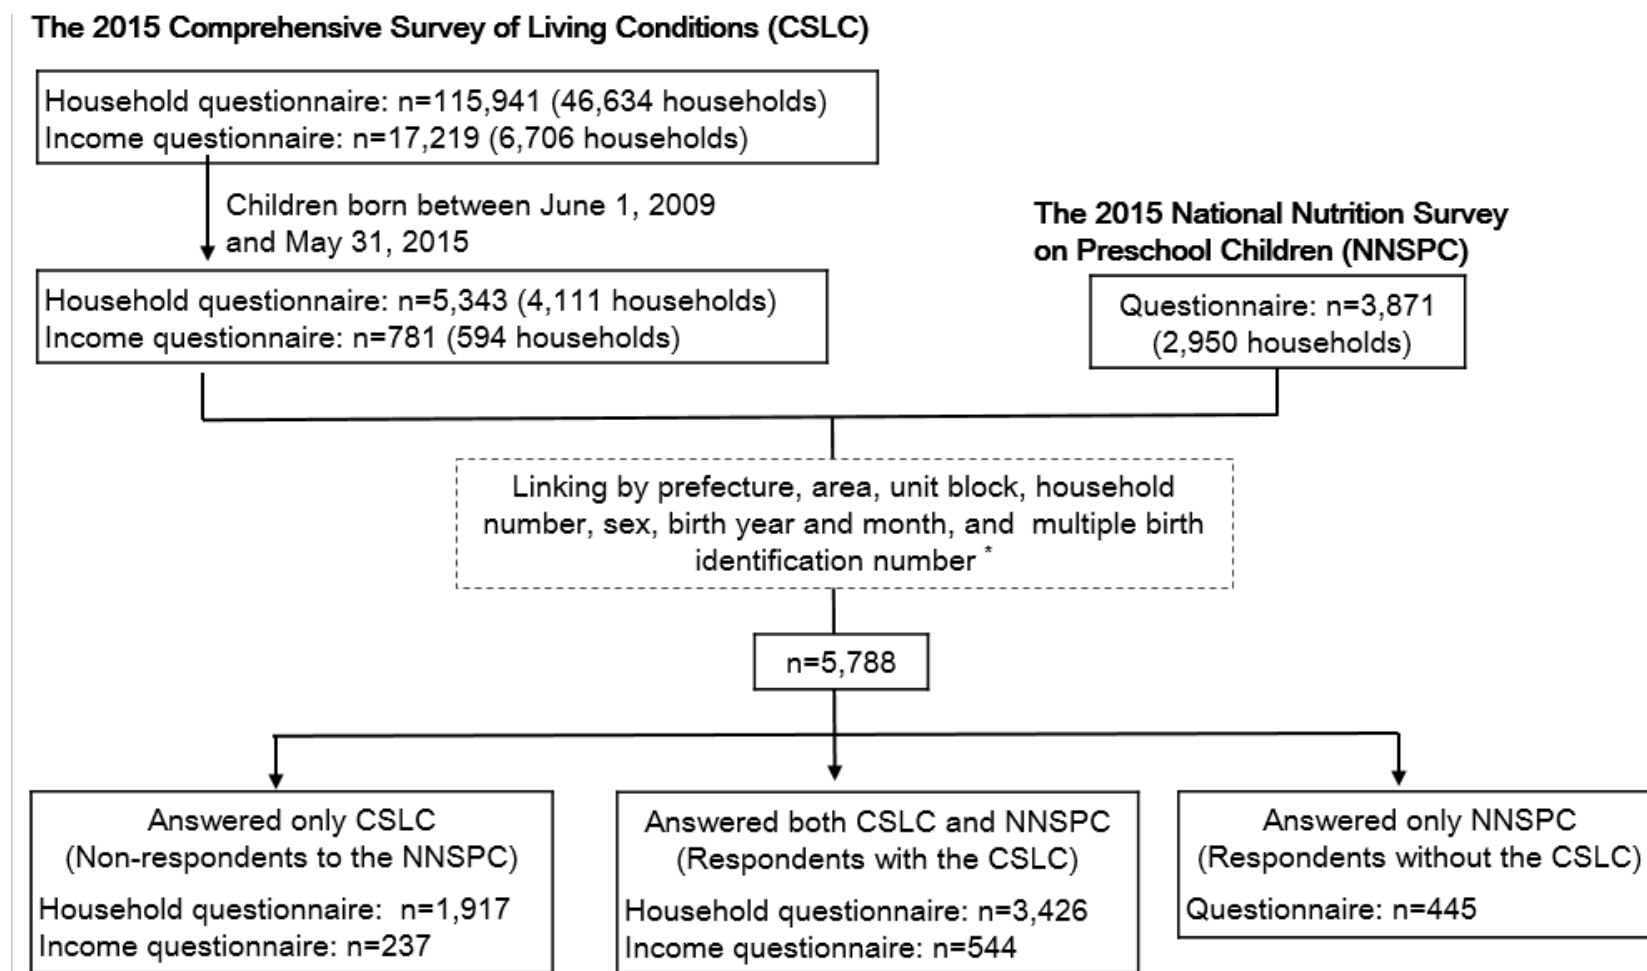 The 2015 Comprehensive Survey of Living Conditions (CSLC)
Household questionnaire: n=115,941 (46,634 households)
Income questionnaire: n=17,219 (6,706 households)
Children born between June 1, 2009
and May 31, 2015
The 2015 National Nutrition Survey
on Preschool Children (NNSPC)
Household questionnaire: n=5,343 (4,111 households)
Income questionnaire: n=781 (594 households)
Questionnaire: n=3,871
(2,950 households)
Linking by prefecture, area, unit block, household
number, sex, birth year and month, and multiple birth
identification number *
n=5,788
Answered only CSLC
(Non-respondents to the NNSPC)
Household questionnaire: n=1,917
Income questionnaire: n=237
Answered both CSLC and NNSPC
(Respondents with the CSLC)
Household questionnaire: n=3,426
Income questionnaire: n=544
Answered only NNSPC
(Respondents without the CSLC)
Questionnaire: n=445